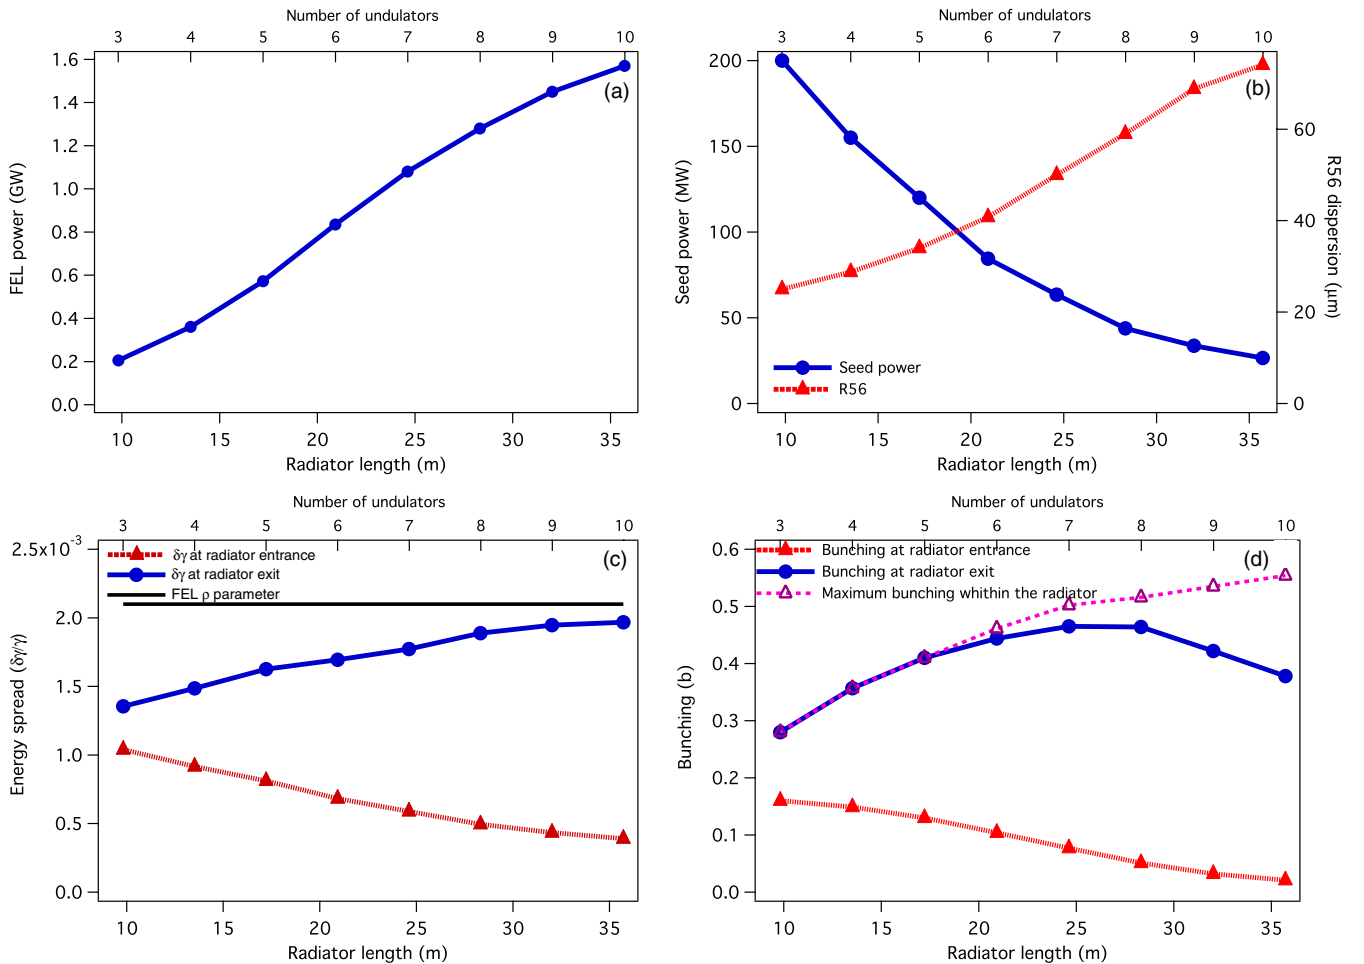 Number of undulators
3 4 5 6 7 8 9 10
1.6
1.4
1.2
1.0
0.8
0.6
0.4
0.2
0.0
FEL power (GW)
(a)
10 15 20 25 30 35
Radiator length (m)
Number of undulators
3 4 5 6 7 8 9 10
200
150
100
50
0
Seed power (MW)
(b)
60
40
20
0
R56 dispersion (μm)
Seed power
R56
10 15 20 25 30 35
Radiator length (m)
Number of undulators
3 4 5 6 7 8 9 10
2.5x10⁻³
2.0
1.5
1.0
0.5
0.0
Energy spread (δγ/γ)
(c)
δγ at radiator entrance
δγ at radiator exit
FEL ρ parameter
10 15 20 25 30 35
Radiator length (m)
Number of undulators
3 4 5 6 7 8 9 10
0.6
0.5
0.4
0.3
0.2
0.1
0.0
Bunching (b)
(d)
Bunching at radiator entrance
Bunching at radiator exit
Maximum bunching whithin the radiator
10 15 20 25 30 35
Radiator length (m)